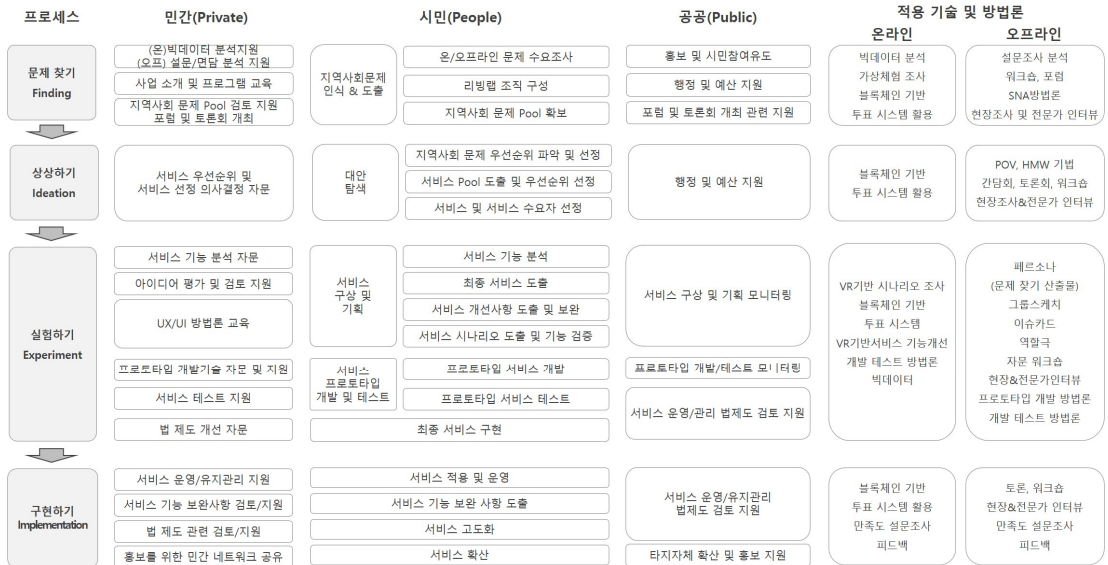 프로세스
민간(Private)
시민(People)
공공(Public)
적용 기술 및 방법론
온라인
오프라인
문제 찾기
Finding
(온)빅데이터 분석지원
(오프) 설문/면담 분석 지원
사업 소개 및 프로그램 교육
지역사회 문제 Pool 검토 지원
포럼 및 토론회 개최
지역사회문제
인식 & 도출
온/오프라인 문제 수요조사
리빙랩 조직 구성
지역사회 문제 Pool 확보
홍보 및 시민참여유도
행정 및 예산 지원
포럼 및 토론회 개최 관련 지원
빅데이터 분석
가상체험 조사
블록체인 기반
투표 시스템 활용
설문조사 분석
워크숍, 포럼
SNA방법론
현장조사 및 전문가 인터뷰
상상하기
Ideation
서비스 우선순위 및
서비스 선정 의사결정 자문
대안
탐색
지역사회 문제 우선순위 파악 및 선정
서비스 Pool 도출 및 우선순위 선정
서비스 및 서비스 수요자 선정
행정 및 예산 지원
블록체인 기반
투표 시스템 활용
POV, HMW 기법
간담회, 토론회, 워크숍
현장조사&전문가 인터뷰
실험하기
Experiment
서비스 기능 분석 자문
아이디어 평가 및 검토 지원
UX/UI 방법론 교육
프로토타입 개발기술 자문 및 지원
서비스 테스트 지원
법 제도 개선 자문
서비스
구상 및
기획
서비스 기능 분석
최종 서비스 도출
서비스 개선사항 도출 및 보완
서비스 시나리오 도출 및 기능 검증
서비스
프로토타입
개발 및 테스트
프로토타입 서비스 개발
프로토타입 서비스 테스트
최종 서비스 구현
서비스 구상 및 기획 모니터링
프로토타입 개발/테스트 모니터링
서비스 운영/관리 법제도 검토 지원
VR기반 시나리오 조사
블록체인 기반
투표 시스템
VR기반서비스 기능개선
개발 테스트 방법론
빅데이터
페르소나
(문제 찾기 산출물)
그룹스케치
이슈카드
역할극
자문 워크숍
현장&전문가인터뷰
프로토타입 개발 방법론
개발 테스트 방법론
구현하기
Implementation
서비스 운영/유지관리 지원
서비스 기능 보완사항 검토/지원
법 제도 관련 검토/지원
홍보를 위한 민간 네트워크 공유
서비스 적용 및 운영
서비스 기능 보완 사항 도출
서비스 고도화
서비스 확산
서비스 운영/유지관리
법제도 검토 지원
타지자체 확산 및 홍보 지원
블록체인 기반
투표 시스템 활용
만족도 설문조사
피드백
토론, 워크숍
현장&전문가 인터뷰
만족도 설문조사
피드백